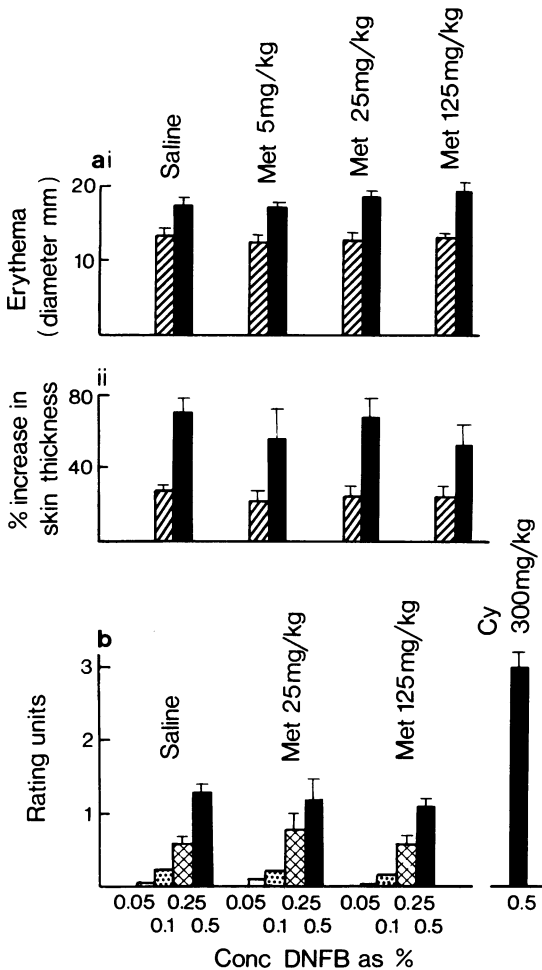 ai
Saline
Met 5mg/kg
Met 25mg/kg
Met 125mg/kg
Erythema
(diameter mm)
20
10
ii
% increase in
skin thickness
80
40
b
Saline
Met 25mg/kg
Met 125mg/kg
Cy
300mg/kg
Rating units
3
2
1
0.05 0.25 0.05 0.25 0.05 0.25 0.5
0.1 0.5 0.1 0.5 0.1 0.5
Conc DNFB as %